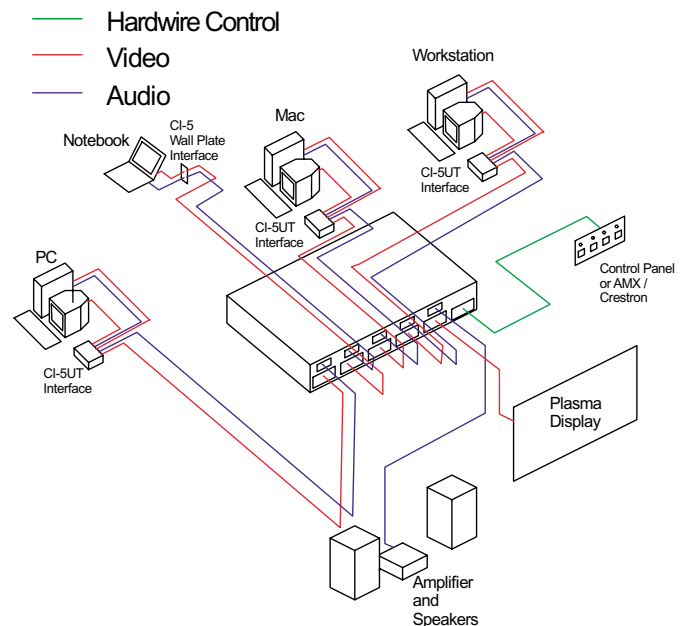 Hardwire Control
Video
Audio
Workstation
Mac
CI-5
Wall Plate
Interface
Notebook
CI-5UT
Interface
CI-5UT
Interface
PC
Control Panel
or AMX /
Crestron
CI-5UT
Interface
Plasma
Display
Amplifier
and
Speakers